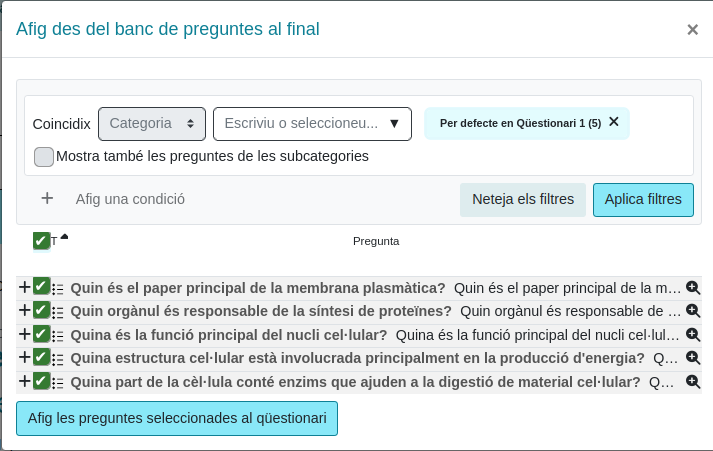 Afig des del banc de preguntes al final ×
Coincidix Categoria Escriviu o seleccioneu... ▼ Per defecte en Qüestionari 1 (5) ✕
Mostra també les preguntes de les subcategories
+ Afig una condició Neteja els filtres Aplica filtres
T Pregunta
Quin és el paper principal de la membrana plasmàtica? Quin és el paper principal de la m...
Quin orgànul és responsable de la síntesi de proteïnes? Quin orgànul és responsable de ...
Quina és la funció principal del nucli cel·lular? Quina és la funció principal del nucli cel·lul...
Quina estructura cel·lular està involucrada principalment en la producció d'energia? Q...
Quina part de la cèl·lula conté enzims que ajuden a la digestió de material cel·lular? Q...
Afig les preguntes seleccionades al qüestionari